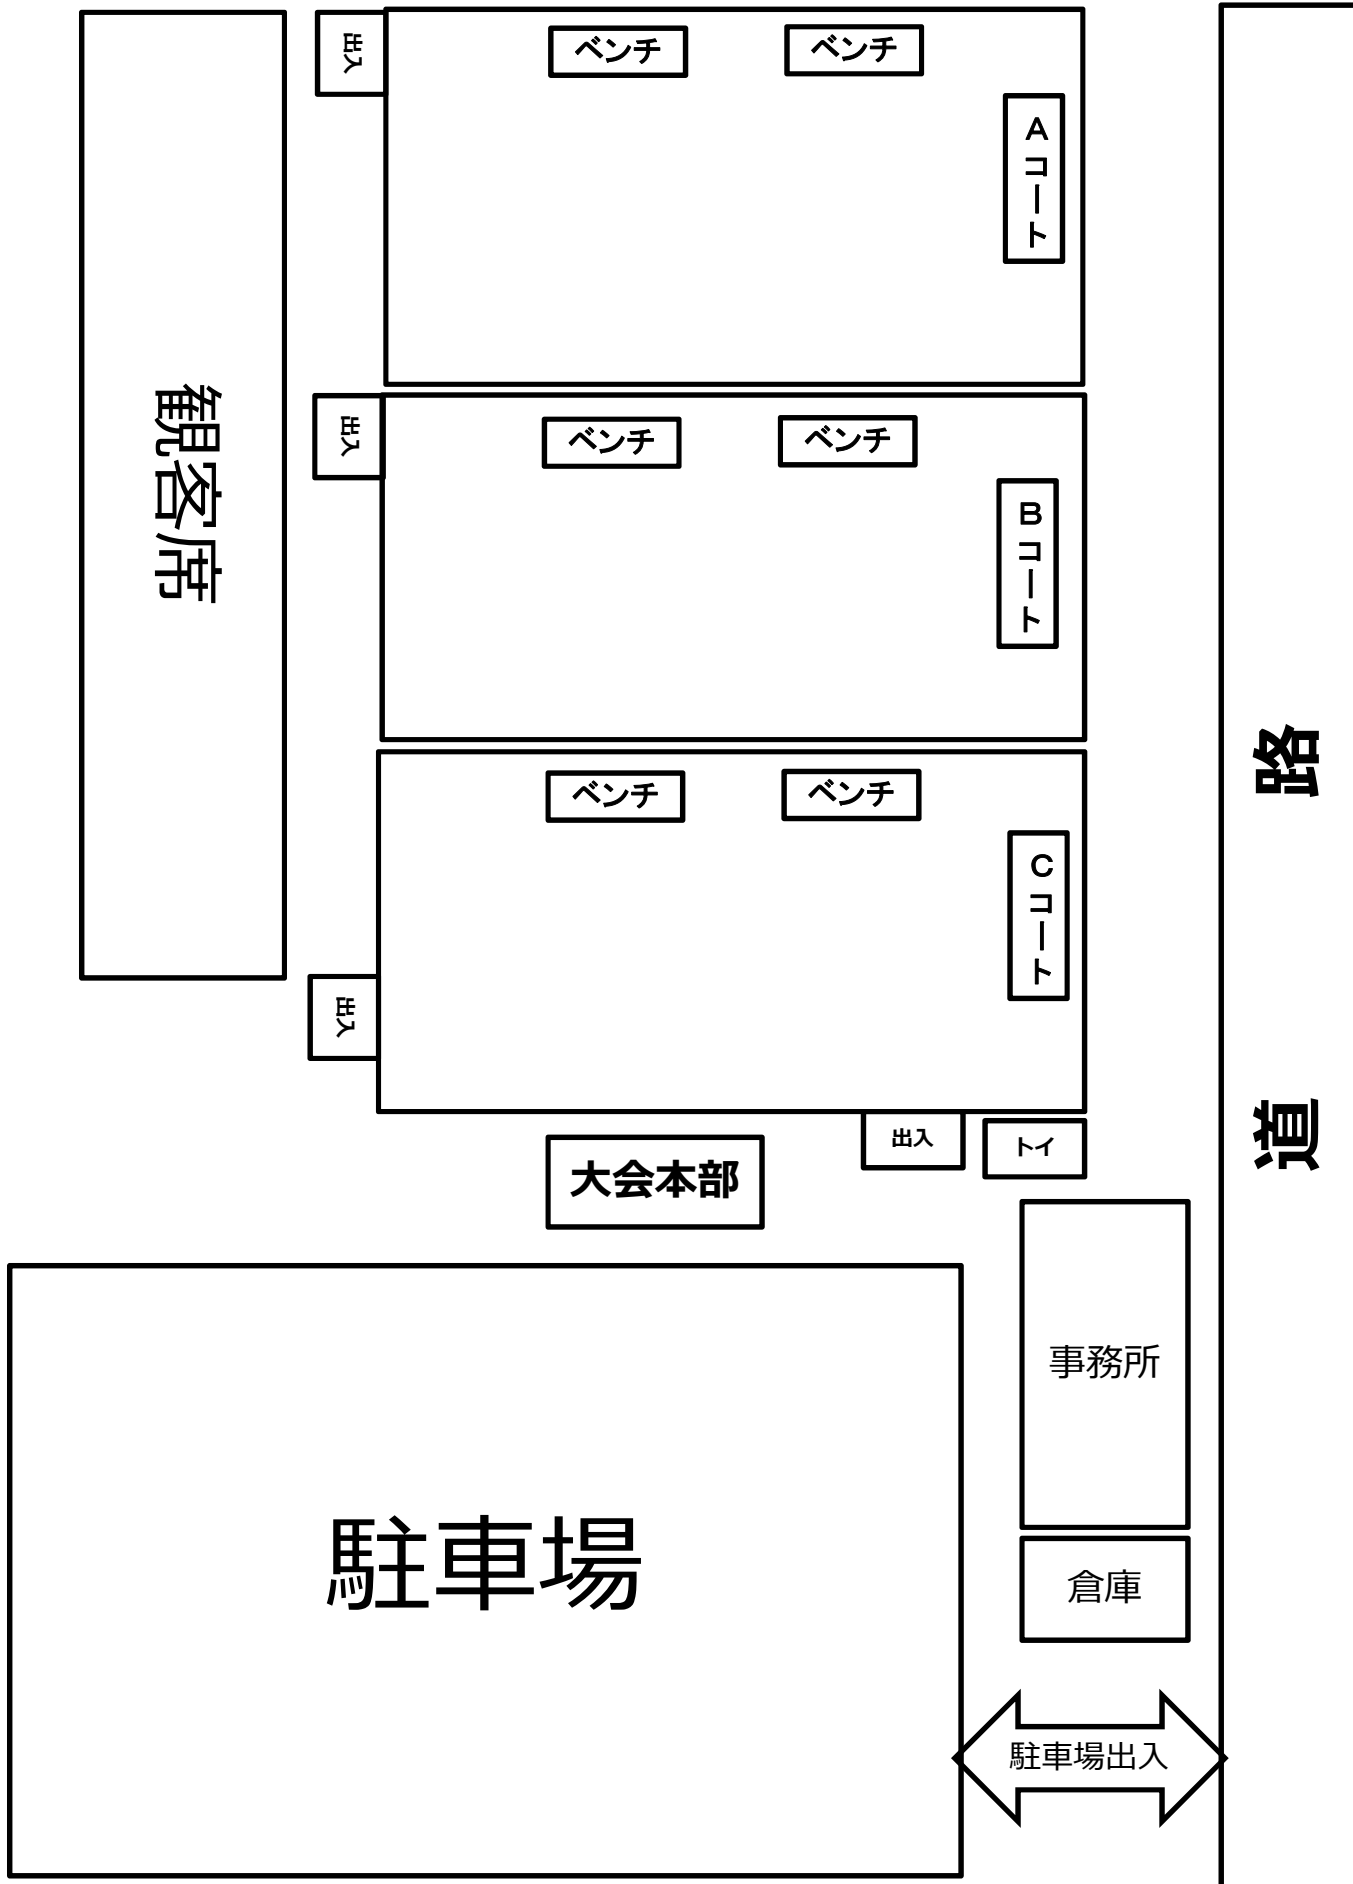 出入
ベンチ
ベンチ
Aコート
観客席
出入
ベンチ
ベンチ
Bコート
ベンチ
ベンチ
Cコート
出入
道路
出入
トイ
大会本部
事務所
駐車場
倉庫
駐車場出入